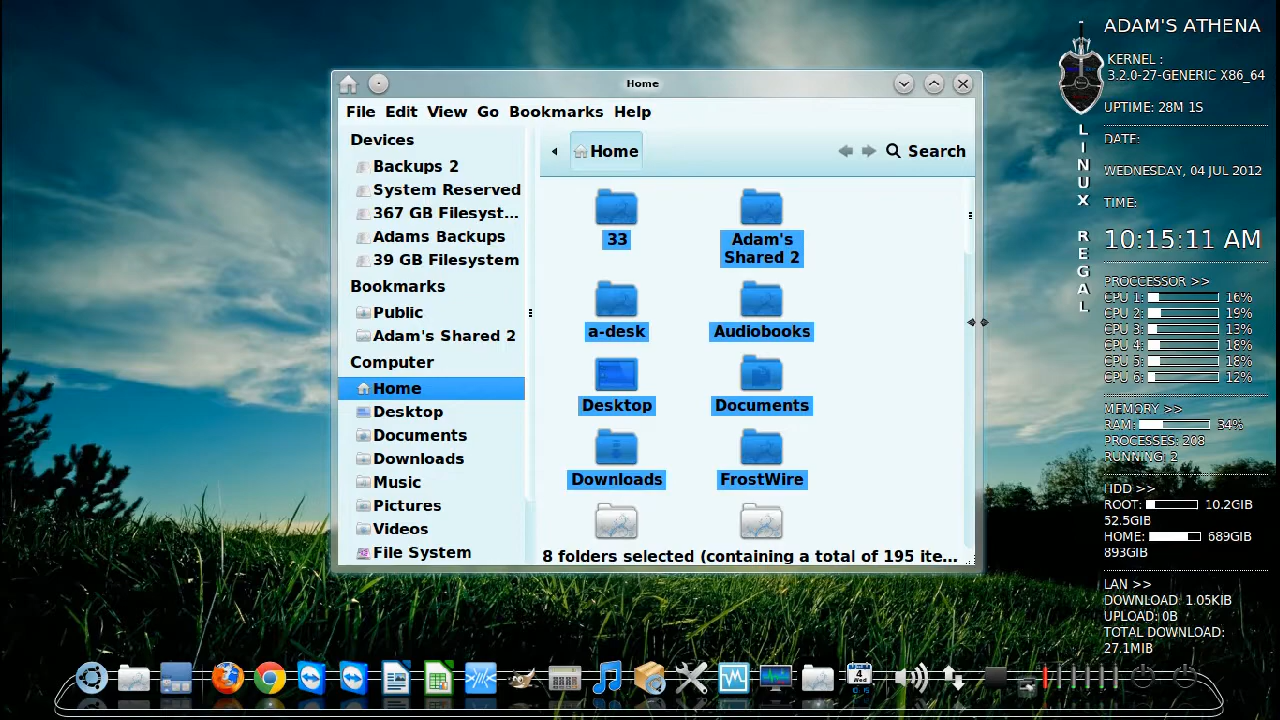 Home
File Edit View Go Bookmarks Help
Devices
Backups 2
System Reserved
367 GB Filesyst...
Adams Backups
39 GB Filesystem
Bookmarks
Public
Adam's Shared 2
Computer
Home
Desktop
Documents
Downloads
Music
Pictures
Videos
File System
Home
Search
33
Adam's
Shared 2
a-desk
Audiobooks
Desktop
Documents
Downloads
FrostWire
8 folders selected (containing a total of 195 ite...
ADAM'S ATHENA
KERNEL :
3.2.0-27-GENERIC X86_64
UPTIME: 28M 1S
LINUX
REGAL
DATE:
WEDNESDAY, 04 JUL 2012
TIME:
10:15:11 AM
PROCCESSOR >>
CPU 1: 16%
CPU 2: 19%
CPU 3: 13%
CPU 4: 18%
CPU 5: 18%
CPU 6: 12%
MEMORY >>
RAM: 34%
PROCESSES: 208
RUNNING: 2
HDD >>
ROOT: 10.2GIB
52.5GIB
HOME: 689GIB
893GIB
LAN >>
DOWNLOAD: 1.05KIB
UPLOAD: 0B
TOTAL DOWNLOAD:
27.1MIB
4
Wed